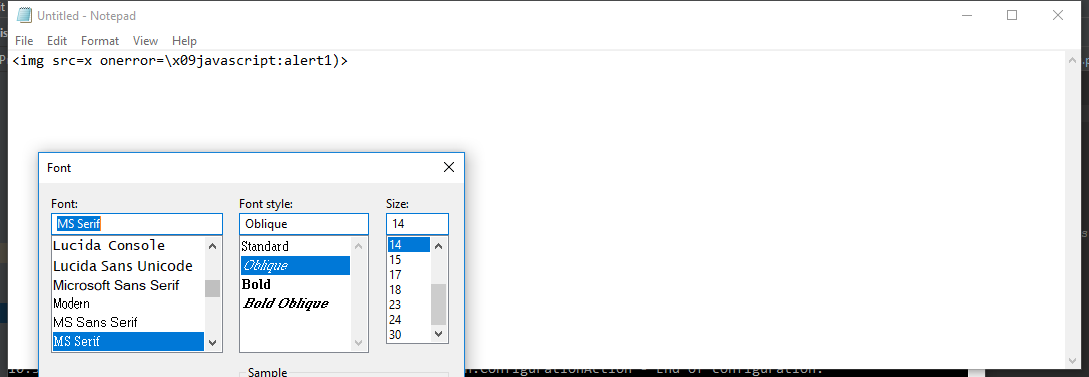 Untitled - Notepad
File Edit Format View Help
<img src=x onerror=\x09javascript:alert1)>
Font
Font: Font style: Size:
MS Serif Oblique 14
Lucida Console Standard 14
Lucida Sans Unicode Oblique 15
Microsoft Sans Serif Bold 17
Modern Bold Oblique 18
MS Sans Serif 23
MS Serif 24
30
Sample
ConfigurationAction - End of configuration.